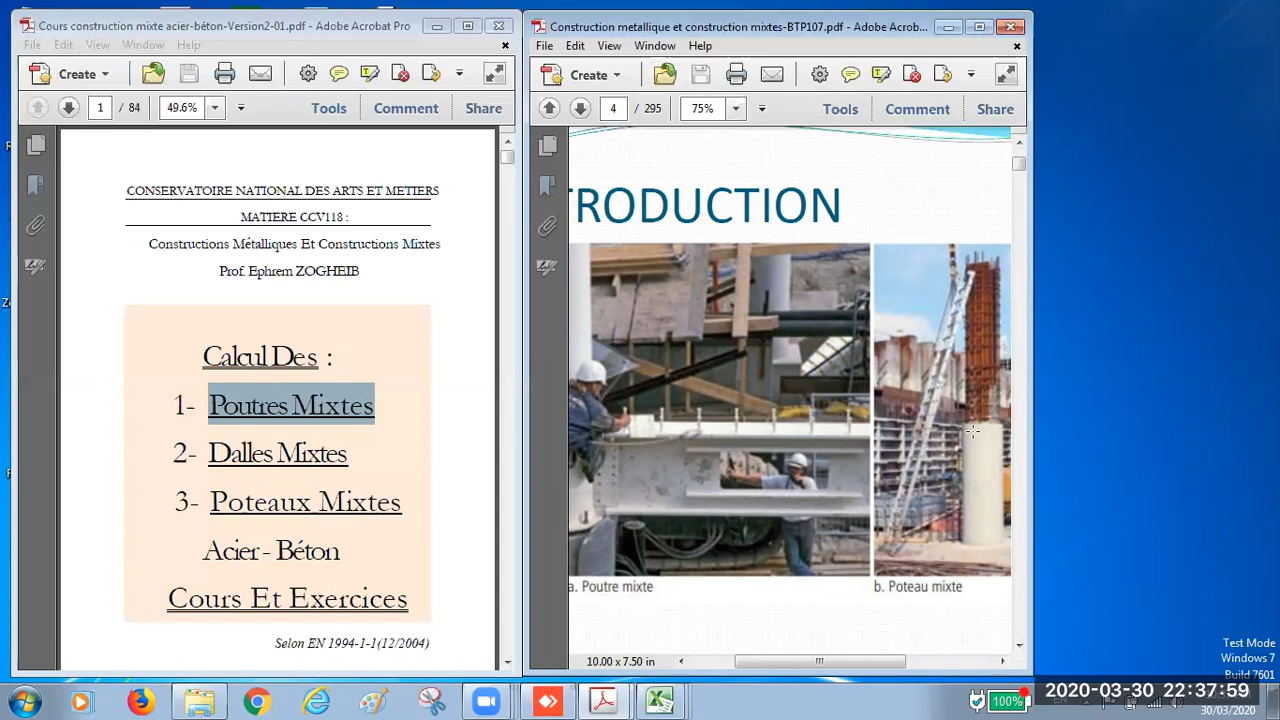 Cours construction mixte acier-béton-Version2-01.pdf - Adobe Acrobat Pro
File Edit View Window Help
Create
1 / 84 49.6%
Tools Comment Share
CONSERVATOIRE NATIONAL DES ARTS ET METIERS
MATIERE CCV118 :
Constructions Métalliques Et Constructions Mixtes
Prof. Ephrem ZOGHEIB
Calcul Des :
1- Poutres Mixtes
2- Dalles Mixtes
3- Poteaux Mixtes
Acier - Béton
Cours Et Exercices
Selon EN 1994-1-1(12/2004)
Construction metallique et construction mixtes-BTP107.pdf - Adobe Acrob...
File Edit View Window Help
Create
4 / 295 75%
Tools Comment Share
TRODUCTION
a. Poutre mixte
b. Poteau mixte
10.00 x 7.50 in
Test Mode
Windows 7
Build 7601
100%
2020-03-30 22:37:59
30/03/2020